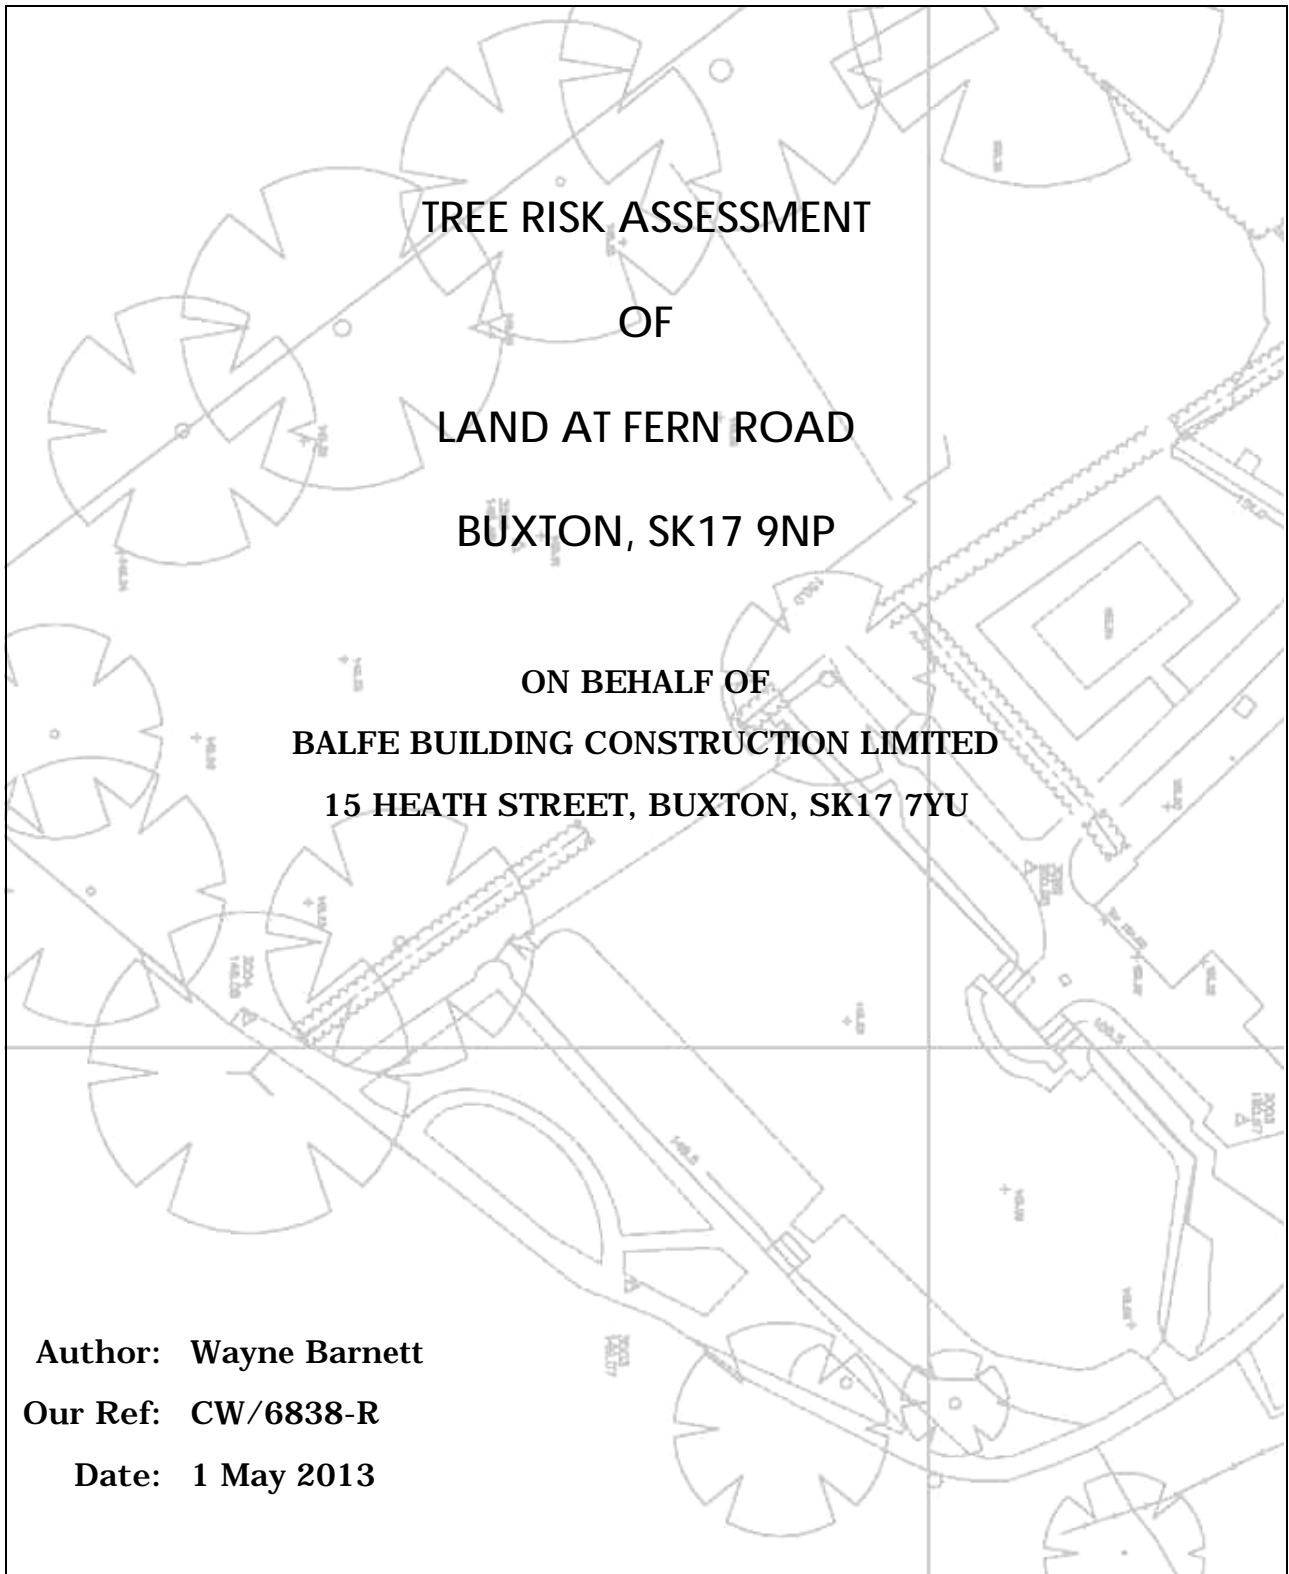 TREE RISK ASSESSMENT
OF
LAND AT FERN ROAD
BUXTON, SK17 9NP
ON BEHALF OF
BALFE BUILDING CONSTRUCTION LIMITED
15 HEATH STREET, BUXTON, SK17 7YU
Author: Wayne Barnett
Our Ref: CW/6838-R
Date: 1 May 2013